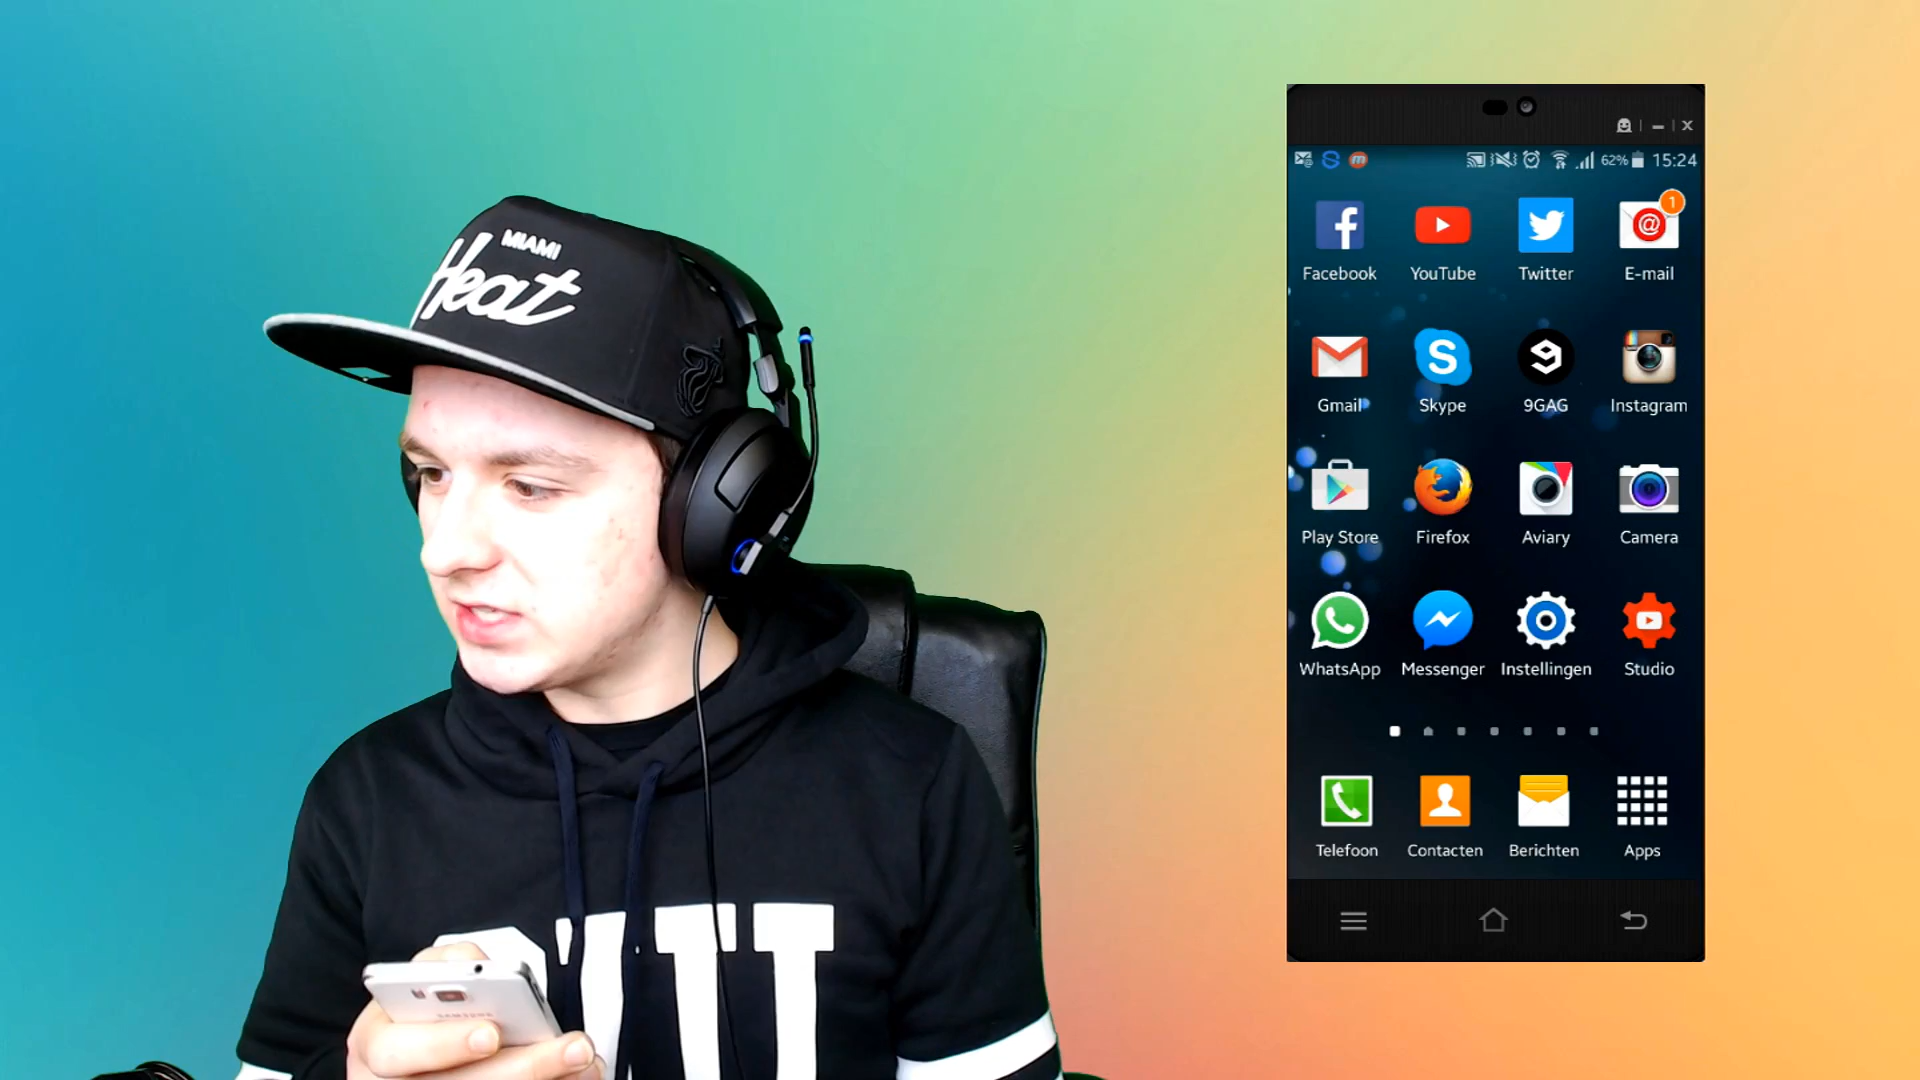 MIAMI
Heat
SAMSUNG
62% 15:24
1
Facebook YouTube Twitter E-mail
Gmail Skype 9GAG Instagram
Play Store Firefox Aviary Camera
WhatsApp Messenger Instellingen Studio
Telefoon Contacten Berichten Apps